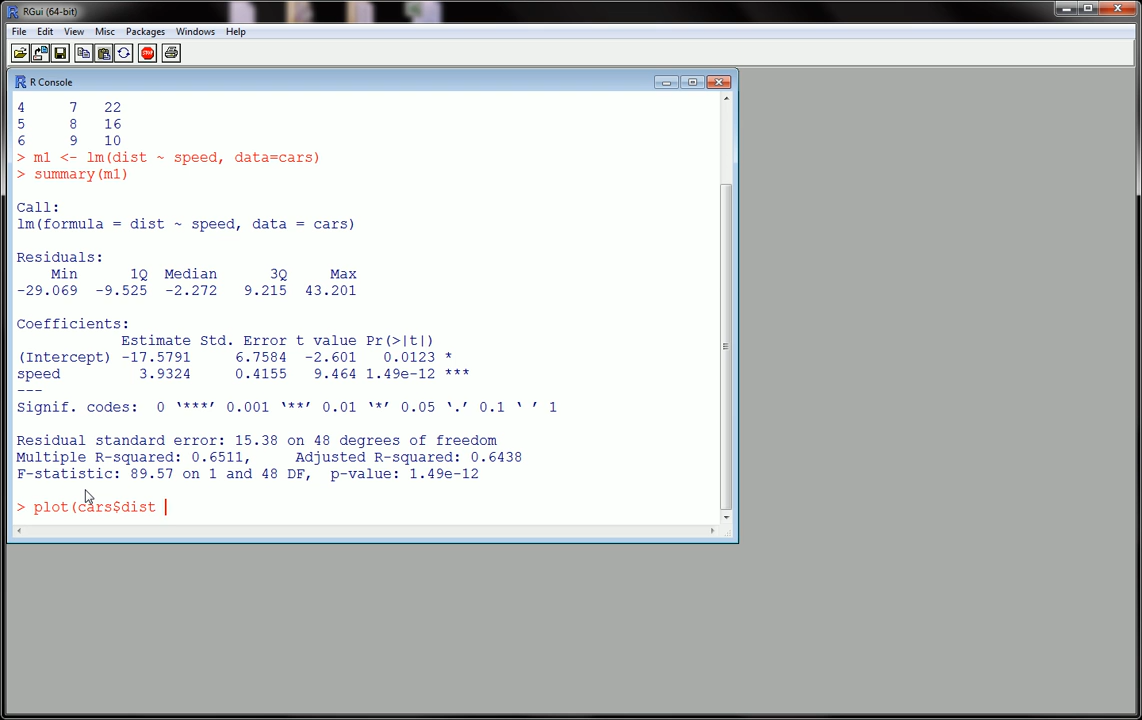 RGui (64-bit)
File Edit View Misc Packages Windows Help
STOP
R Console
4 7 22
5 8 16
6 9 10
> m1 <- lm(dist ~ speed, data=cars)
> summary(m1)
Call:
lm(formula = dist ~ speed, data = cars)
Residuals:
Min 1Q Median 3Q Max
-29.069 -9.525 -2.272 9.215 43.201
Coefficients:
Estimate Std. Error t value Pr(>|t|)
(Intercept) -17.5791 6.7584 -2.601 0.0123 *
speed 3.9324 0.4155 9.464 1.49e-12 ***
---
Signif. codes: 0 ‘***’ 0.001 ‘**’ 0.01 ‘*’ 0.05 ‘.’ 0.1 ‘ ’ 1
Residual standard error: 15.38 on 48 degrees of freedom
Multiple R-squared: 0.6511, Adjusted R-squared: 0.6438
F-statistic: 89.57 on 1 and 48 DF, p-value: 1.49e-12
> plot(cars$dist